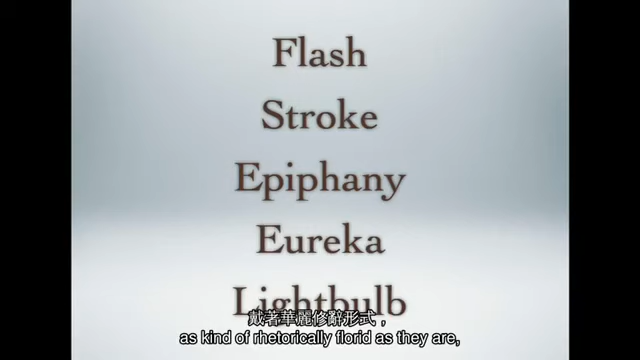 Flash
Stroke
Epiphany
Eureka
Lightbulb
戴著華麗修辭形式，
as kind of rhetorically florid as they are,